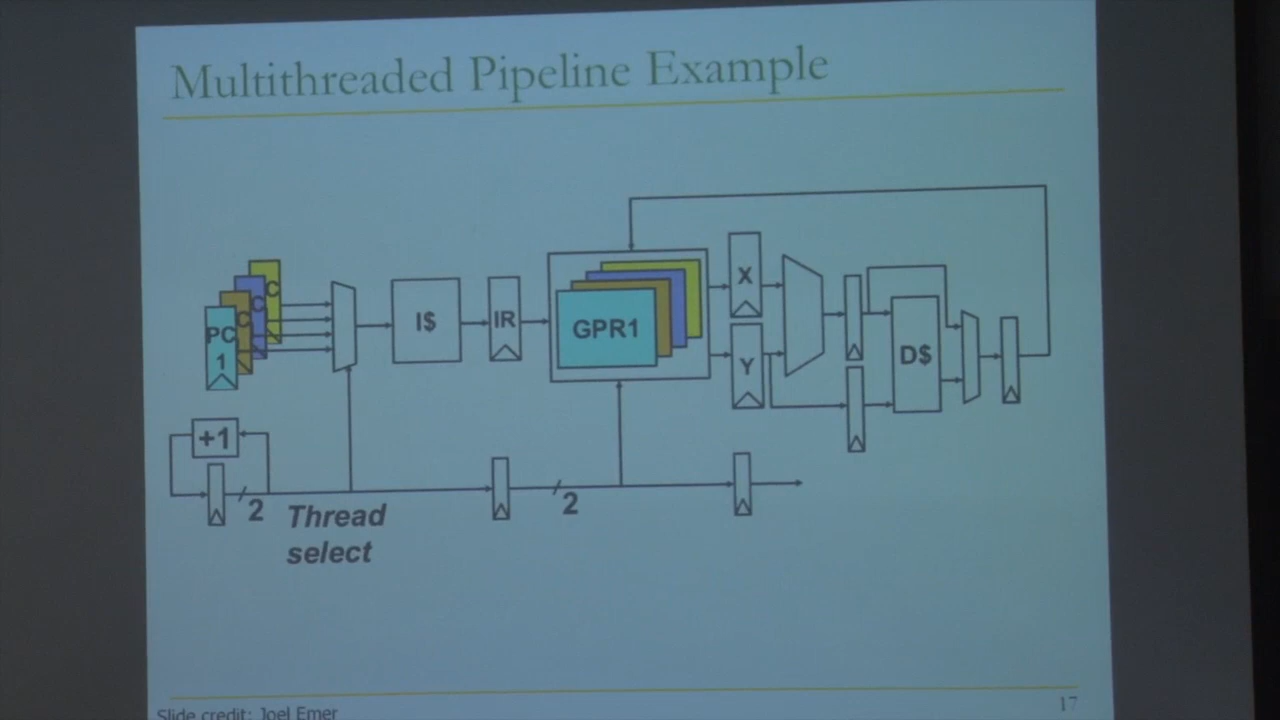 Multithreaded Pipeline Example
C
C
C
PC
1
I$
IR
GPR1
X
Y
D$
+1
2
Thread
select
2
Slide credit: Joel Emer
17